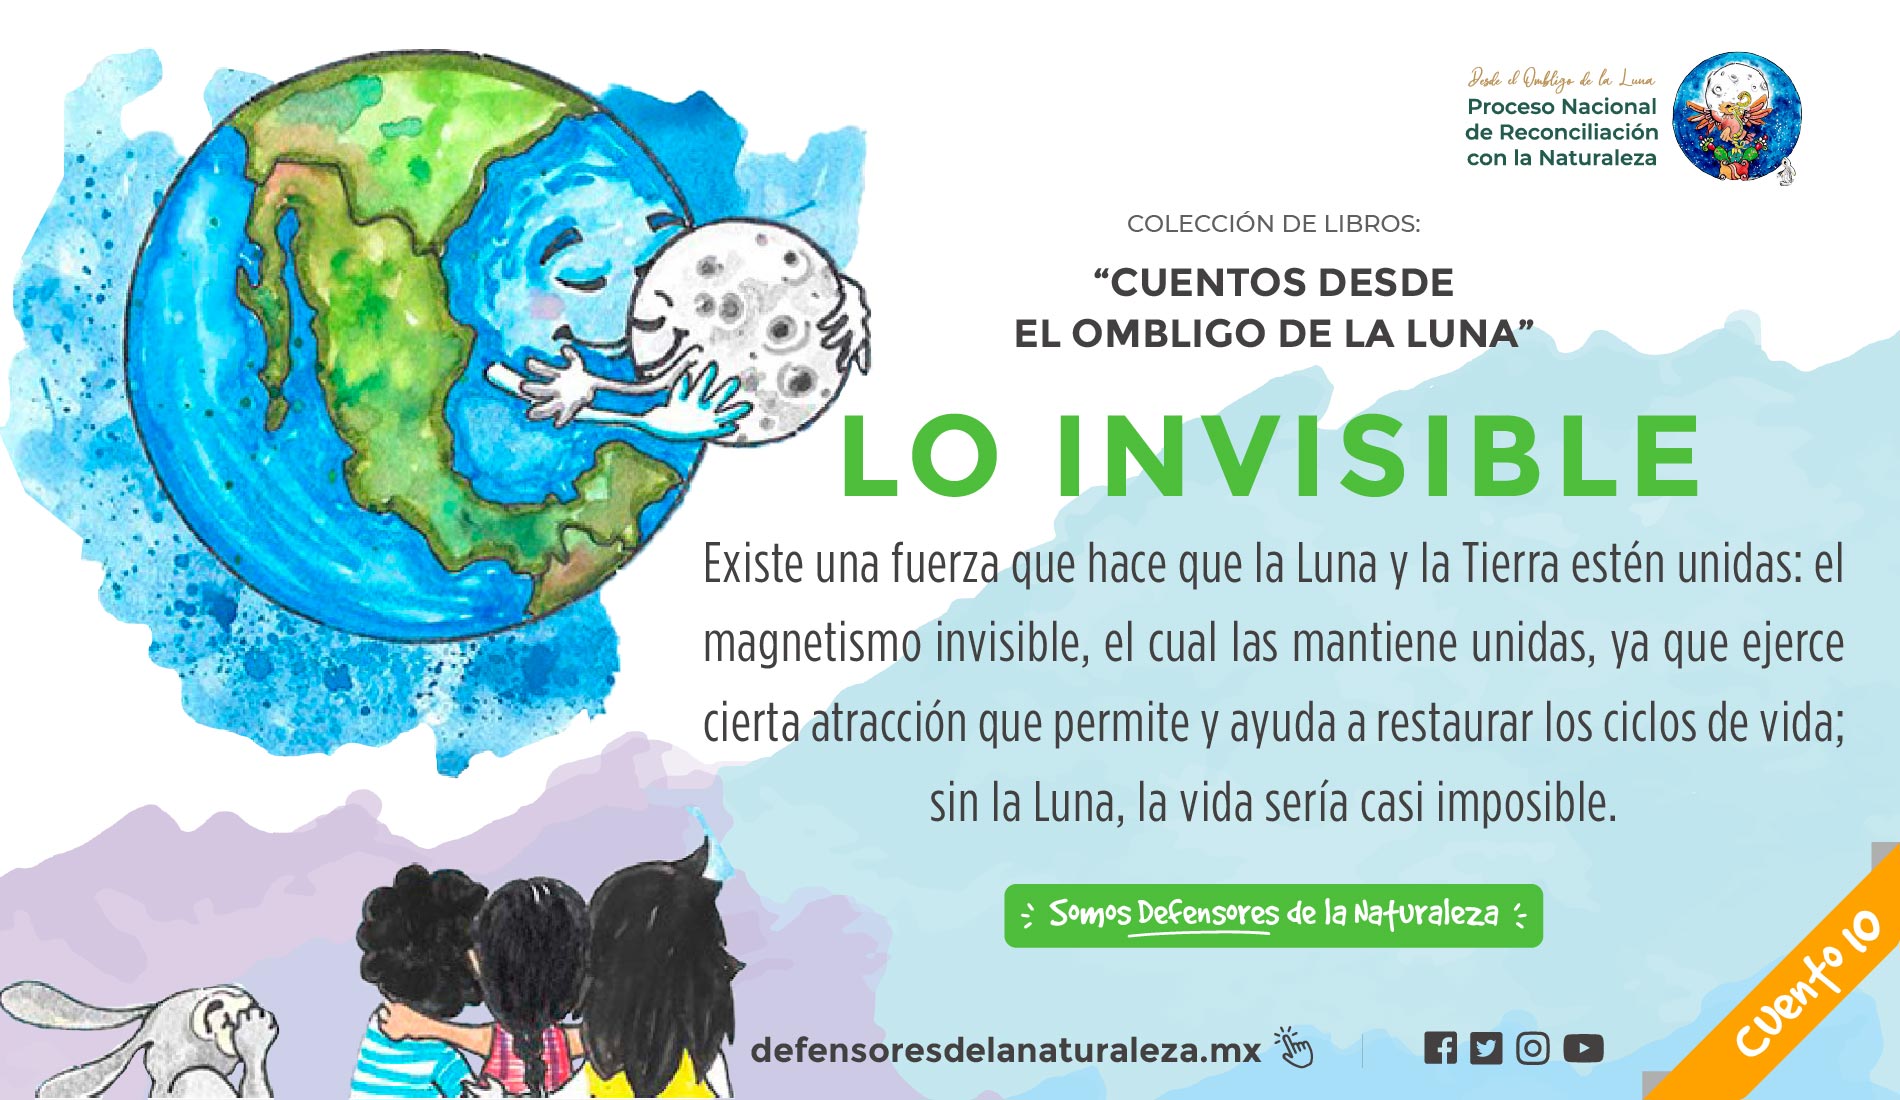 Desde el Ombligo de la Luna
Proceso Nacional
de Reconciliación
con la Naturaleza
COLECCIÓN DE LIBROS:
“CUENTOS DESDE
EL OMBLIGO DE LA LUNA”
LO INVISIBLE
Existe una fuerza que hace que la Luna y la Tierra estén unidas: el
magnetismo invisible, el cual las mantiene unidas, ya que ejerce
cierta atracción que permite y ayuda a restaurar los ciclos de vida;
sin la Luna, la vida sería casi imposible.
Somos Defensores de la Naturaleza
Cuento 10
defensoresdelanaturaleza.mx